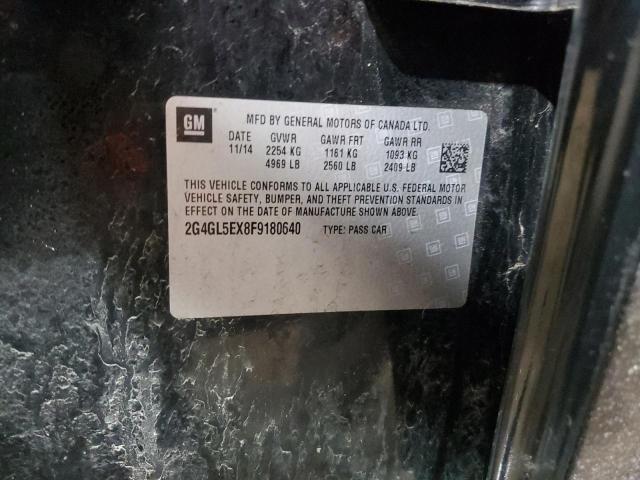 GM
MFD BY GENERAL MOTORS OF CANADA LTD.
DATE GVWR GAWR FRT GAWR RR
11/14 2254 KG 1161 KG 1093 KG
4969 LB 2560 LB 2409 LB
THIS VEHICLE CONFORMS TO ALL APPLICABLE U.S. FEDERAL MOTOR
VEHICLE SAFETY, BUMPER, AND THEFT PREVENTION STANDARDS
IN EFFECT ON THE DATE OF MANUFACTURE SHOWN ABOVE.
2G4GL5EX8F9180640 TYPE: PASS CAR